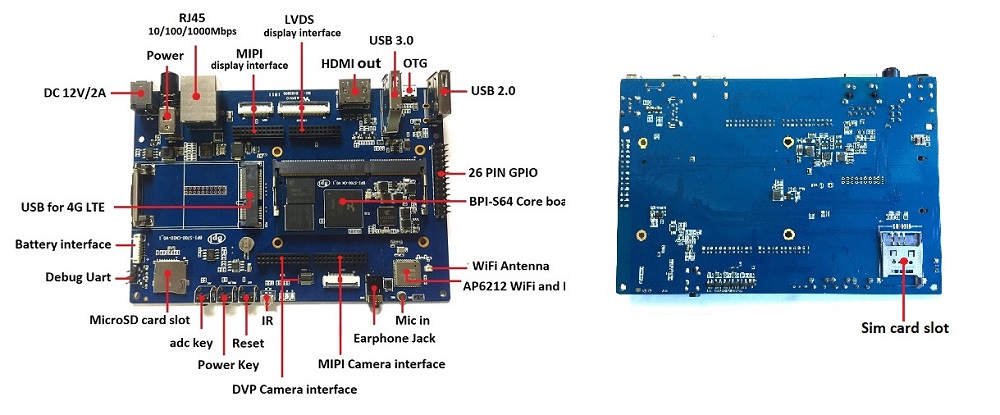 RJ45
10/100/1000Mbps
LVDS
display interface
USB 3.0
Power
MIPI
display interface
HDMI out
OTG
DC 12V/2A
USB 2.0
26 PIN GPIO
USB for 4G LTE
BPI-S64 Core boa
Battery interface
WiFi Antenna
Debug Uart
AP6212 WiFi and
MicroSD card slot
Mic in
adc key
Reset
IR
Earphone Jack
Power Key
MIPI Camera interface
DVP Camera interface
Sim card slot